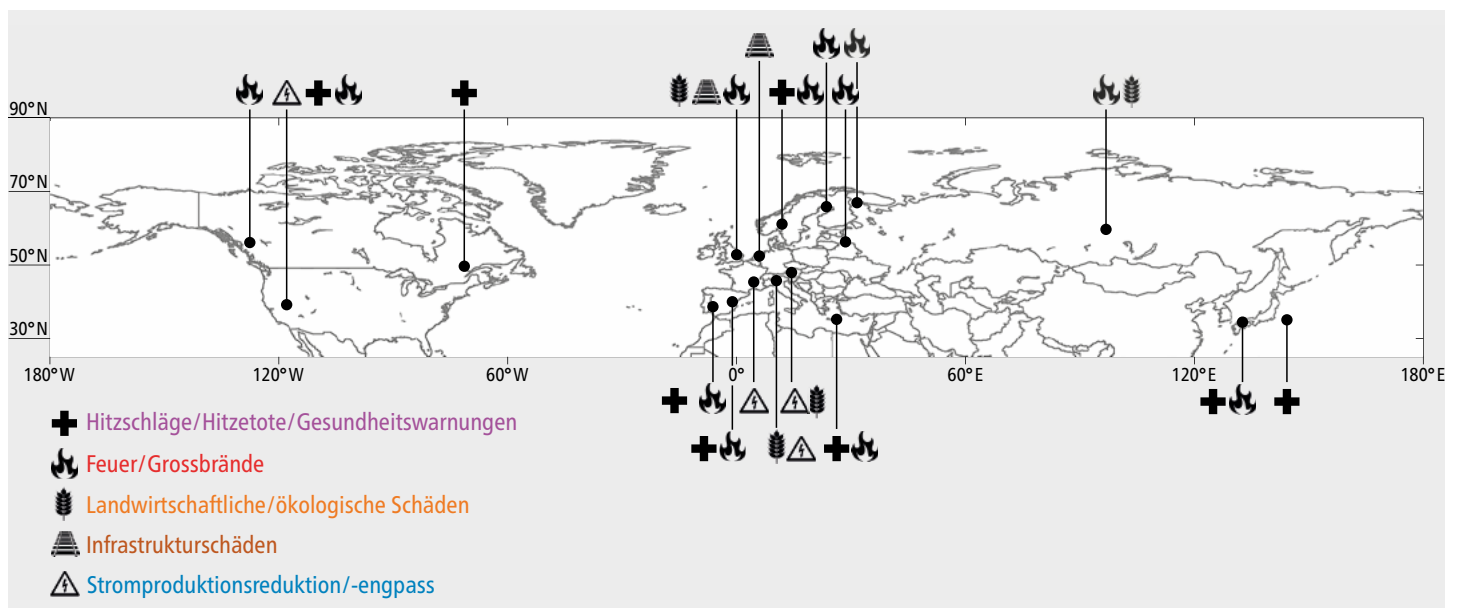 90°N
70°N
50°N
30°N
180°W 120°W 60°W 0° 60°E 120°E 180°E
Hitzschläge/Hitzetote/Gesundheitswarnungen
Feuer/Grossbrände
Landwirtschaftliche/ökologische Schäden
Infrastrukturschäden
Stromproduktionsreduktion/-engpass